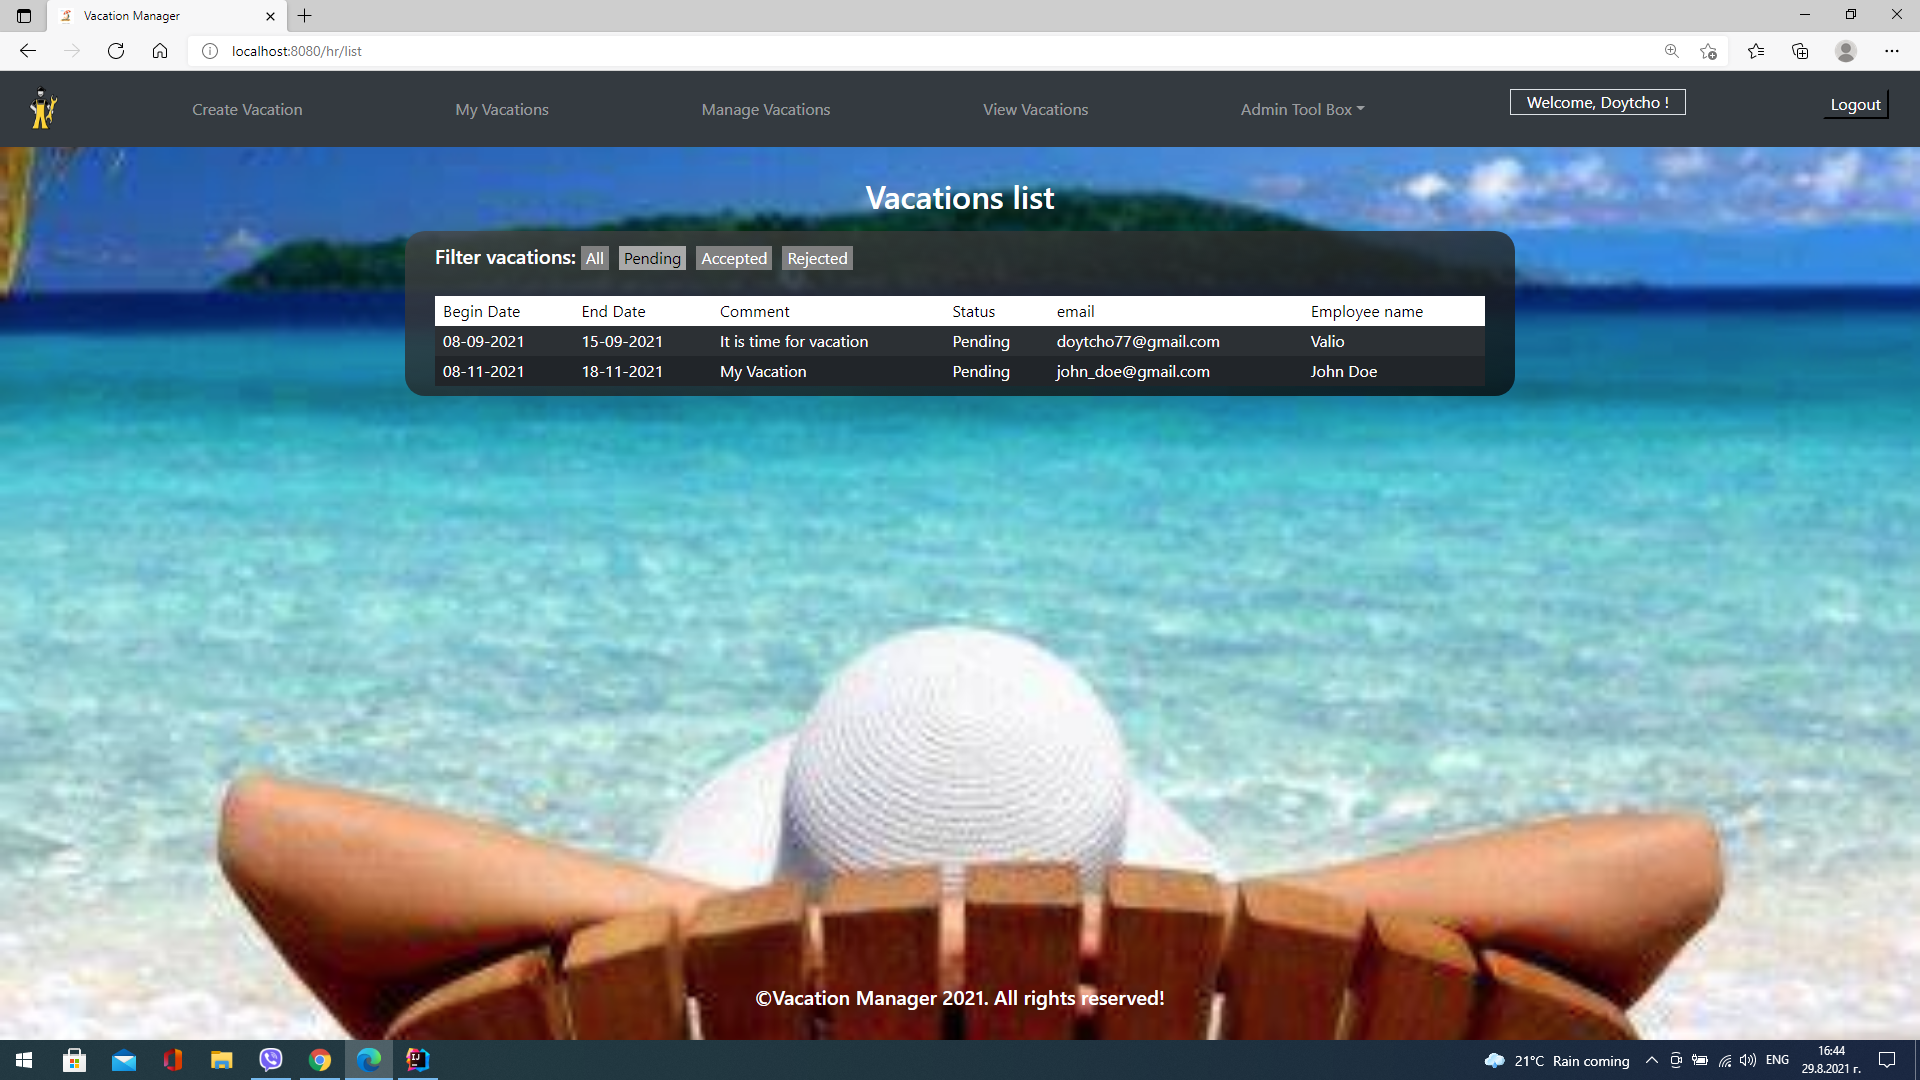 Vacation Manager
localhost:8080/hr/list
Create Vacation
My Vacations
Manage Vacations
View Vacations
Admin Tool Box
Welcome, Doytcho !
Logout
Vacations list
Filter vacations: All Pending Accepted Rejected
Begin Date End Date Comment Status email Employee name
08-09-2021 15-09-2021 It is time for vacation Pending doytcho77@gmail.com Valio
08-11-2021 18-11-2021 My Vacation Pending john_doe@gmail.com John Doe
©Vacation Manager 2021. All rights reserved!
21°C Rain coming
ENG
16:44
29.8.2021 г.